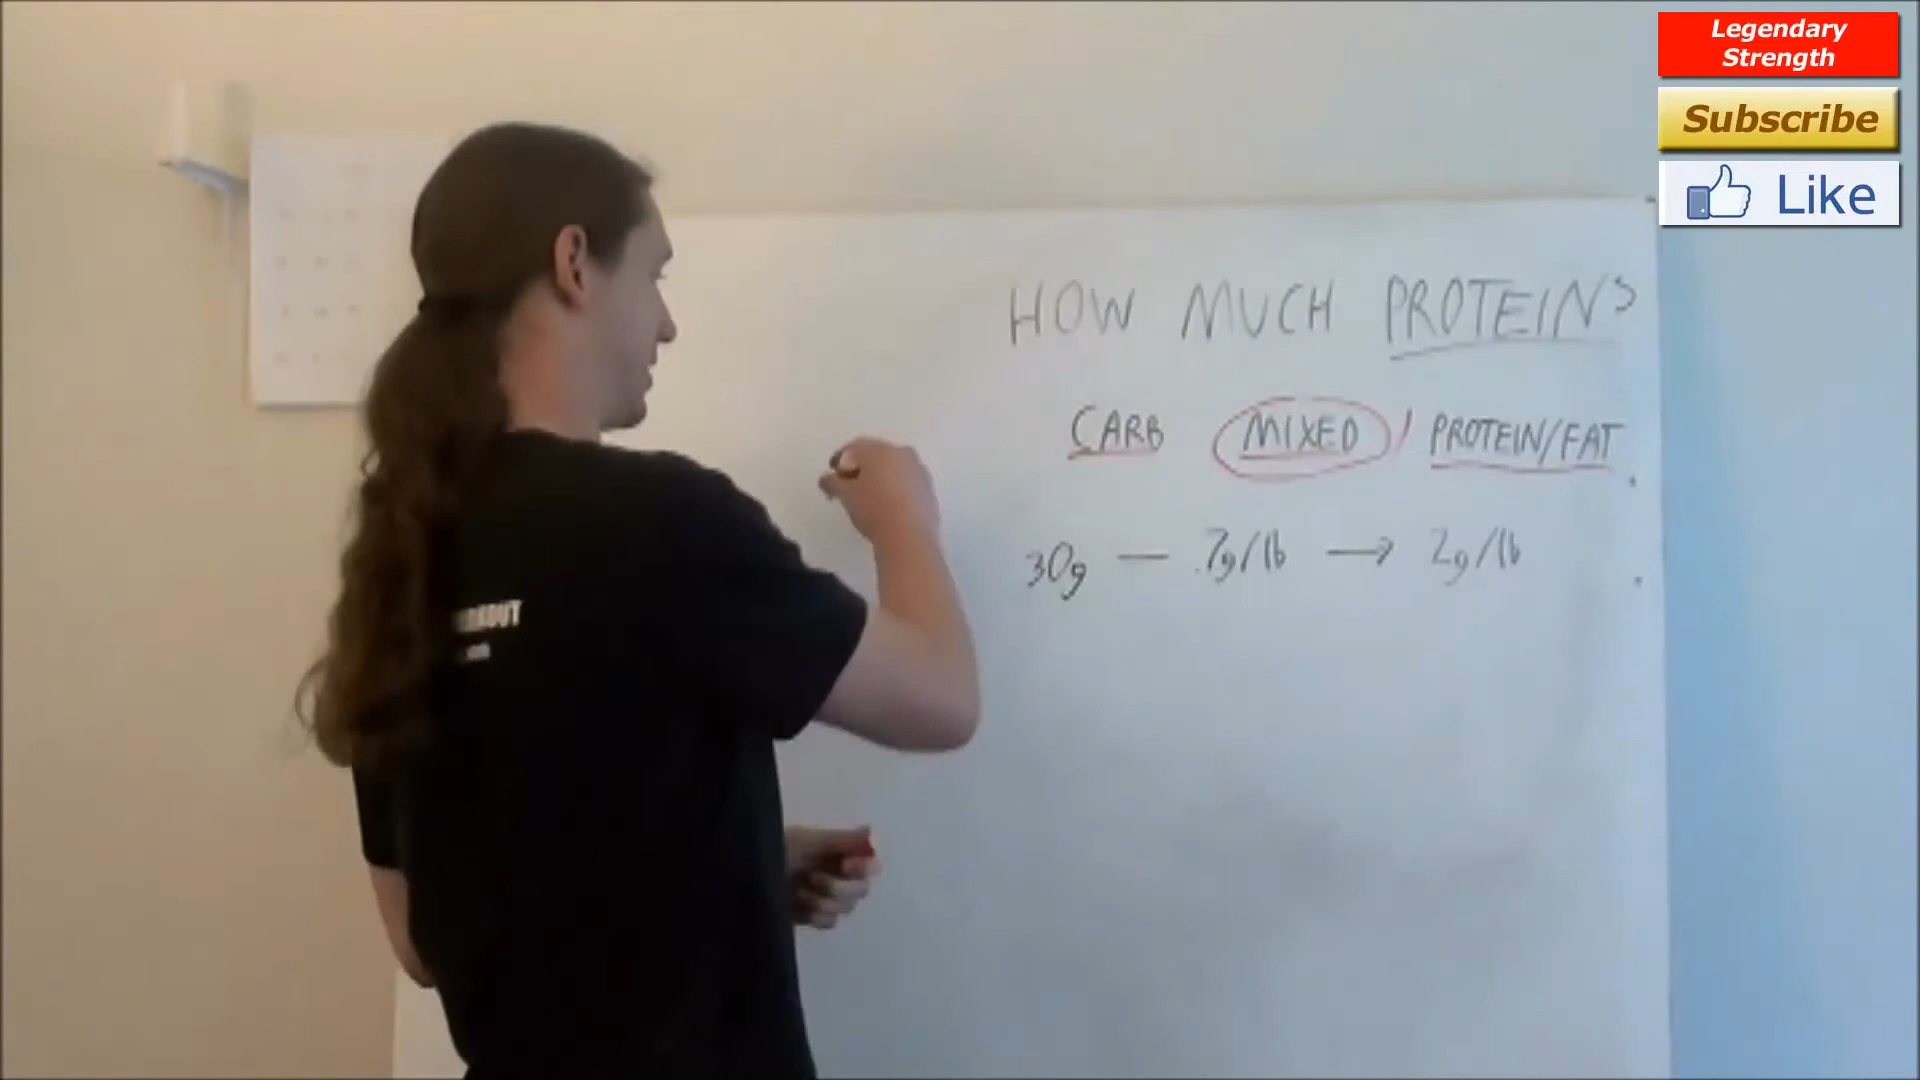 Legendary
Strength
Subscribe
Like
HOW MUCH PROTEIN?
CARB MIXED / PROTEIN/FAT
30g — .7g/lb → 2g/lb